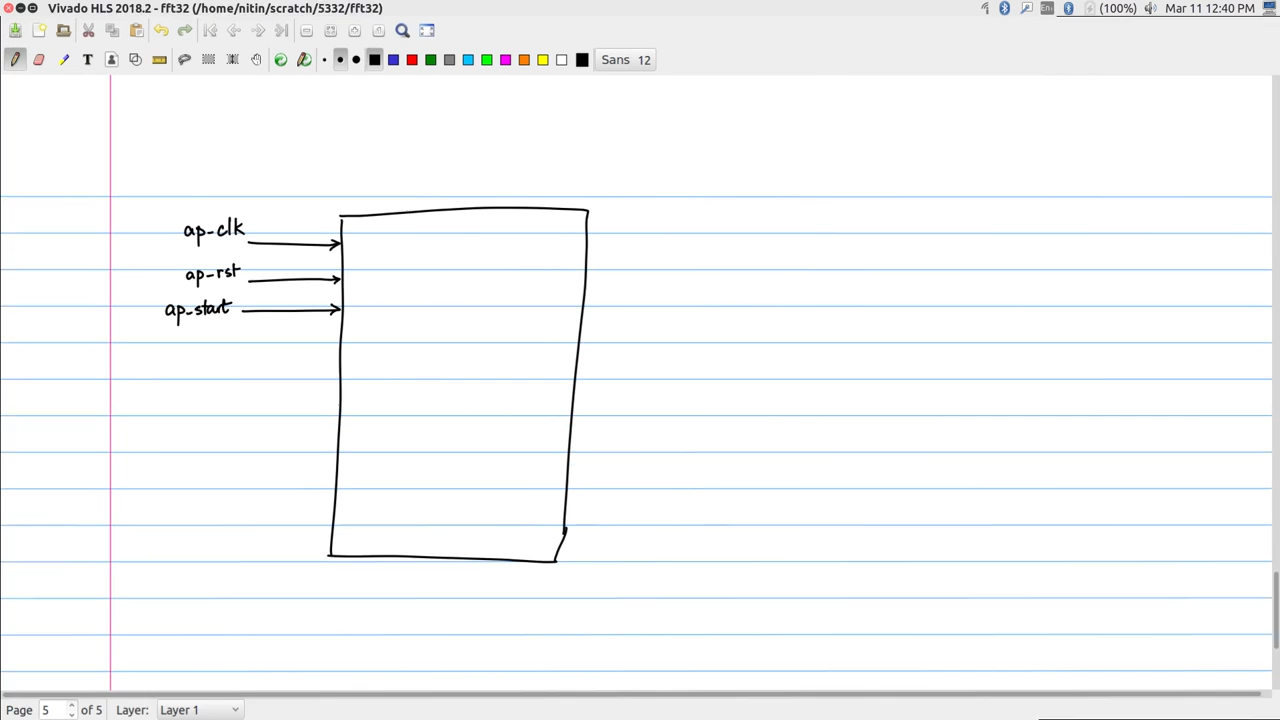 Vivado HLS 2018.2 - fft32 (/home/nitin/scratch/5332/fft32)
En
(100%)
Mar 11 12:40 PM
T
Sans 12
ap-clk
ap-rst
ap-start
Page 5 of 5 Layer: Layer 1